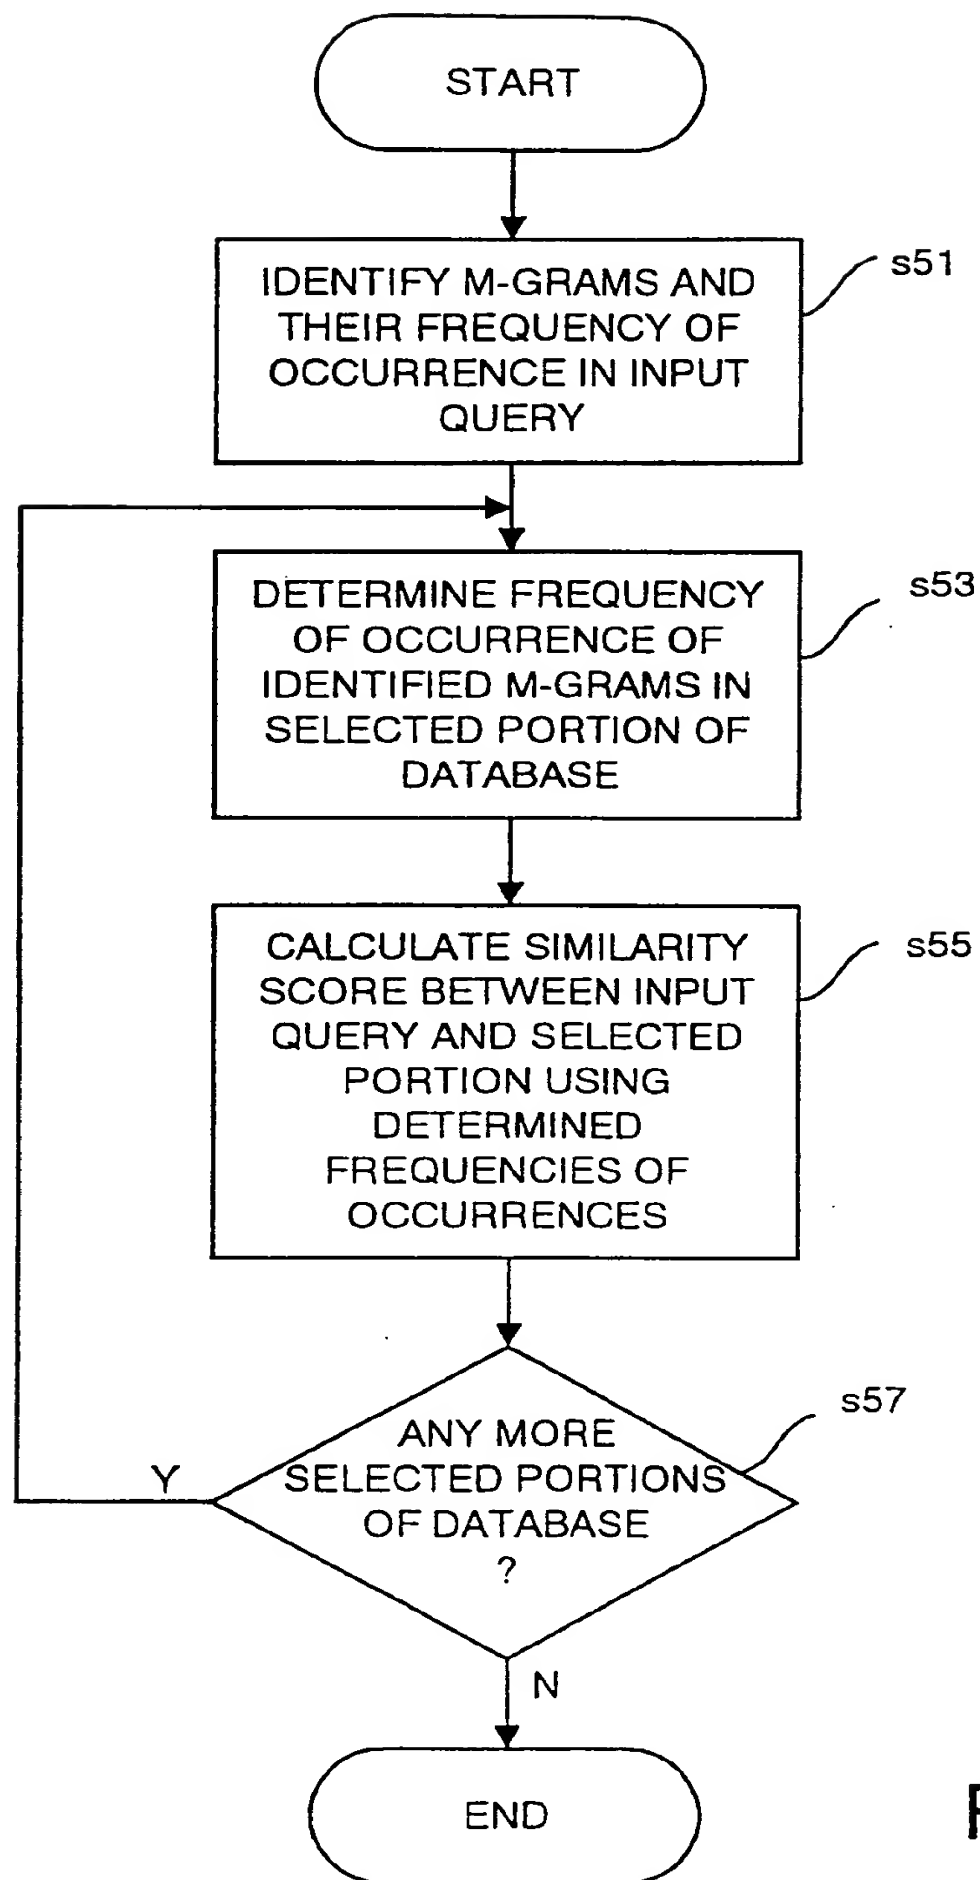 START
IDENTIFY M-GRAMS AND
THEIR FREQUENCY OF
OCCURRENCE IN INPUT
QUERY
s51
DETERMINE FREQUENCY
OF OCCURRENCE OF
IDENTIFIED M-GRAMS IN
SELECTED PORTION OF
DATABASE
s53
CALCULATE SIMILARITY
SCORE BETWEEN INPUT
QUERY AND SELECTED
PORTION USING
DETERMINED
FREQUENCIES OF
OCCURRENCES
s55
ANY MORE
SELECTED PORTIONS
OF DATABASE
?
s57
Y
N
END